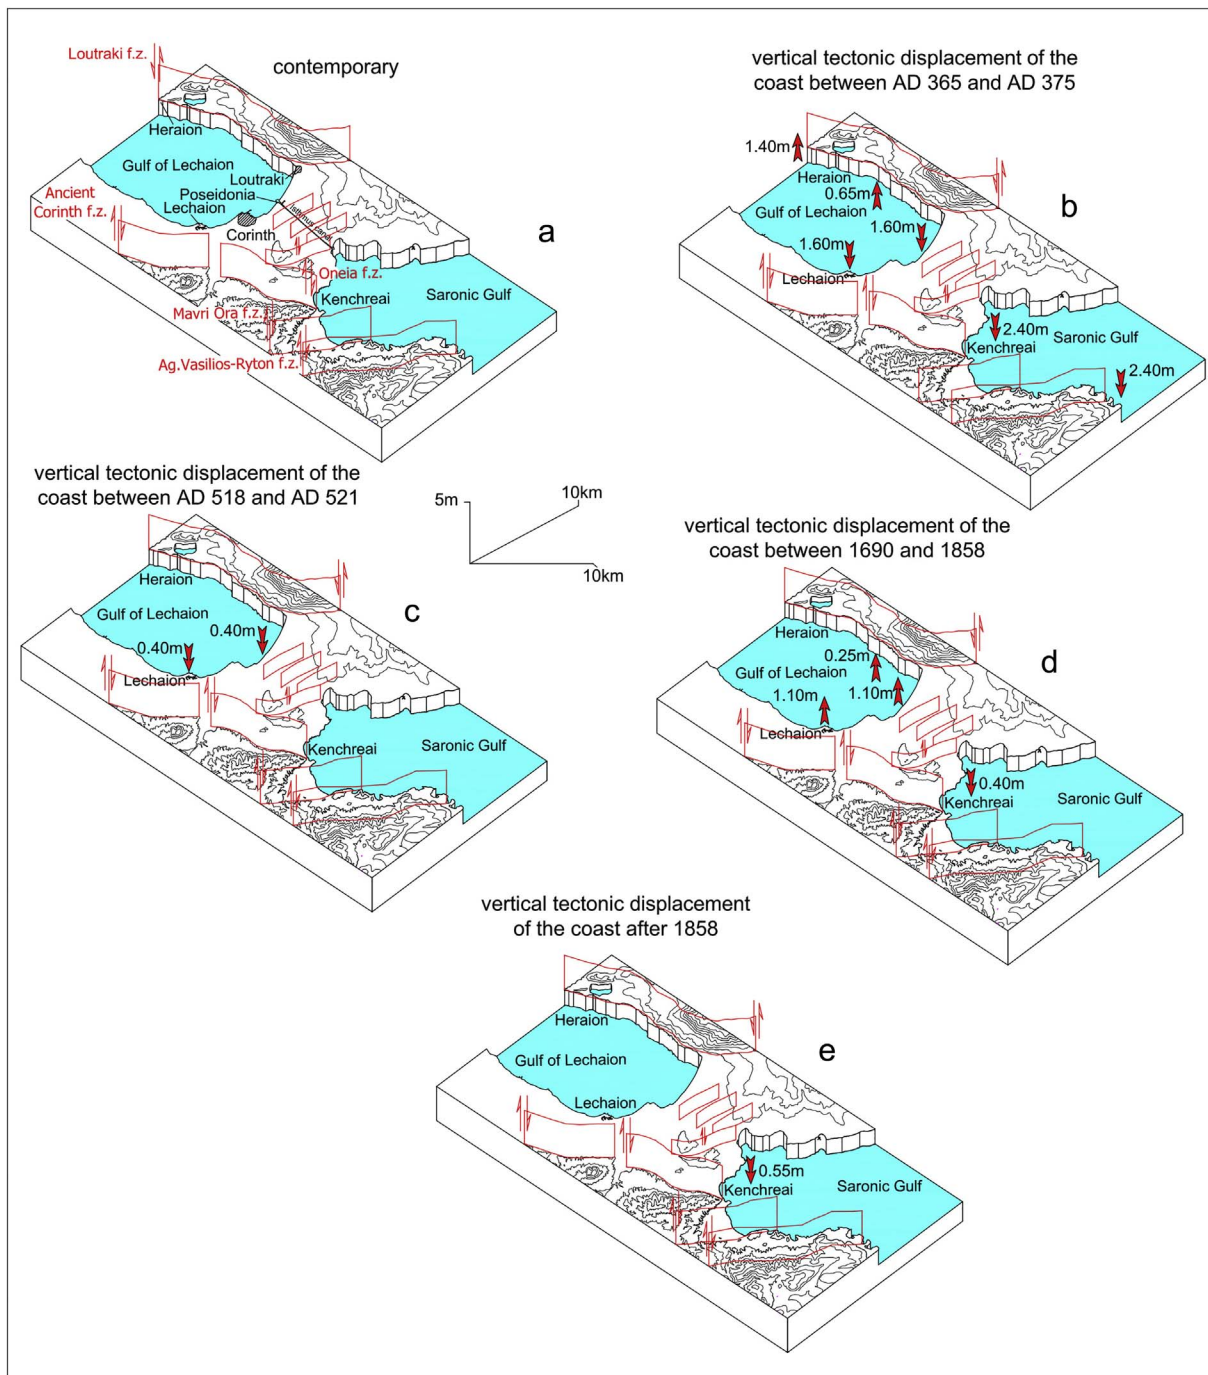 Loutraki f.z.
contemporary
Heraion
Gulf of Lechaion
Loutraki
Poseidonia
Ancient
Corinth f.z.
Lechaion
Isthmus canal
Corinth
a
Oneia f.z.
Kenchreai
Saronic Gulf
Mavri Ora f.z.
Ag.Vasilios-Ryton f.z.
vertical tectonic displacement of the
coast between AD 365 and AD 375
1.40m
Heraion
0.65m
Gulf of Lechaion
b
1.60m
1.60m
Lechaion
2.40m
Kenchreai
Saronic Gulf
2.40m
vertical tectonic displacement of the
coast between AD 518 and AD 521
Heraion
Gulf of Lechaion
c
0.40m
0.40m
Lechaion
Kenchreai
Saronic Gulf
5m
10km
10km
vertical tectonic displacement of the
coast between 1690 and 1858
Heraion
0.25m
Gulf of Lechaion
d
1.10m
1.10m
Lechaion
0.40m
Kenchreai
Saronic Gulf
vertical tectonic displacement
of the coast after 1858
Heraion
Gulf of Lechaion
e
Lechaion
0.55m
Kenchreai
Saronic Gulf